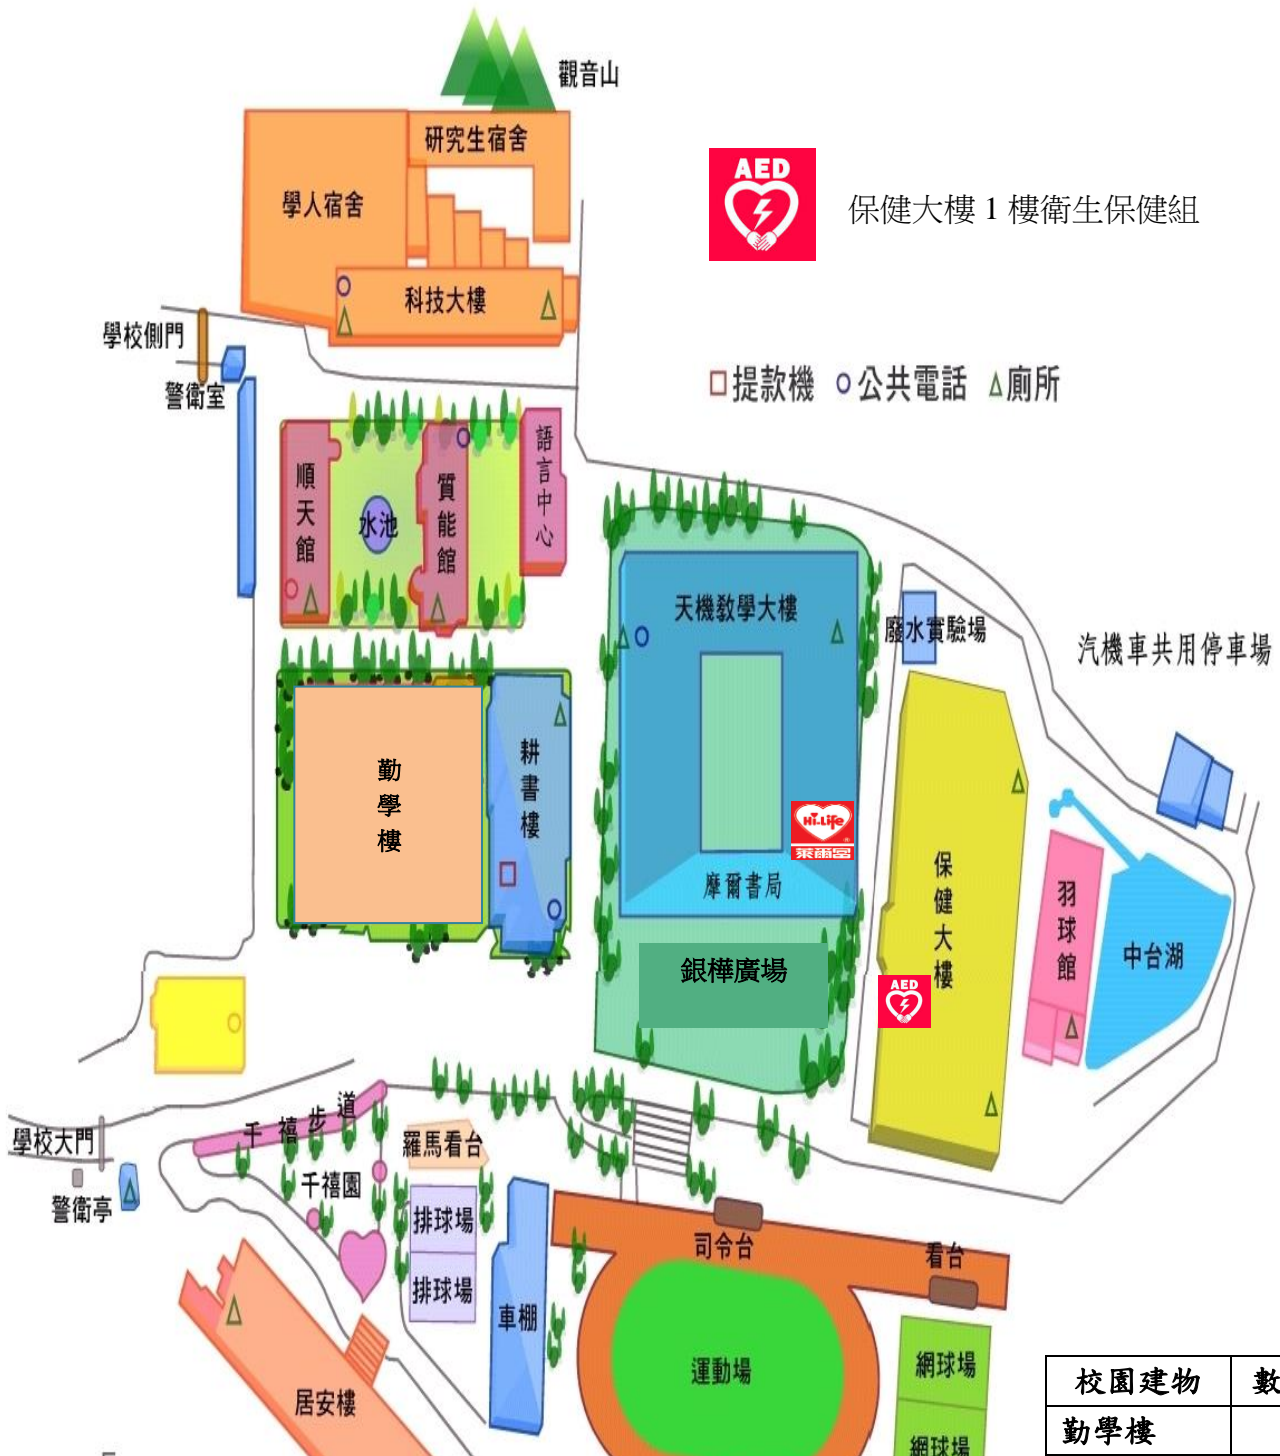 觀音山
研究生宿舍
AED
學人宿舍
保健大樓 1 樓衛生保健組
科技大樓
學校側門
警衛室
提款機
公共電話
廁所
語言中心
順天館
質能館
水池
天機教學大樓
廢水實驗場
汽機車共用停車場
勤學樓
耕書樓
Hi-Life
萊爾富
摩爾書局
保健大樓
羽球館
中台湖
銀樺廣場
AED
千禧步道
學校大門
羅馬看台
千禧園
警衛亭
排球場
司令台
看台
排球場
車棚
運動場
網球場
居安樓
校園建物
數
勤學樓
網球場